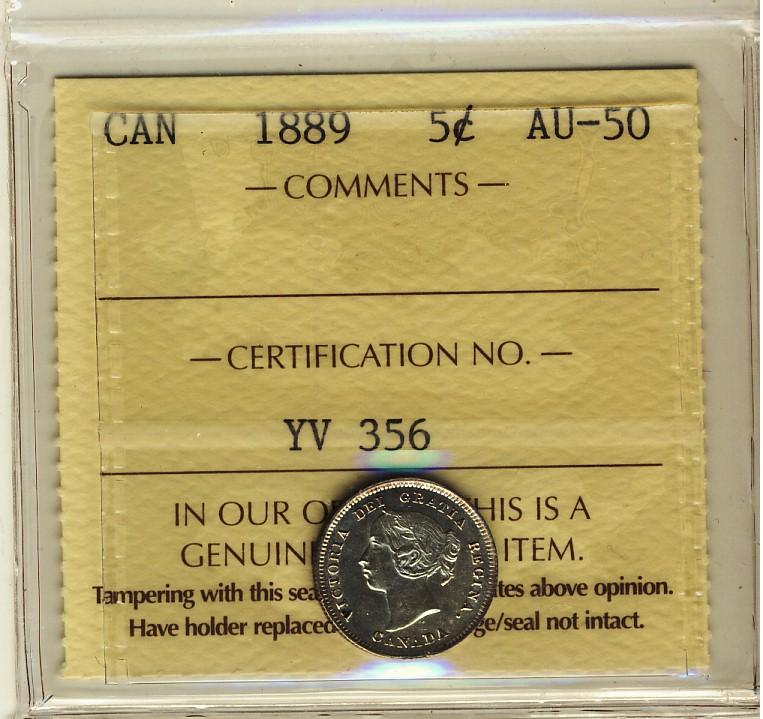 CAN 1889 5¢ AU-50
— COMMENTS —
— CERTIFICATION NO. —
YV 356
IN OUR O THIS IS A
GENUIN ITEM.
Tampering with this sea tes above opinion.
Have holder replaced ge/seal not intact.
VICTORIA DEI GRATIA REGINA.
CANADA